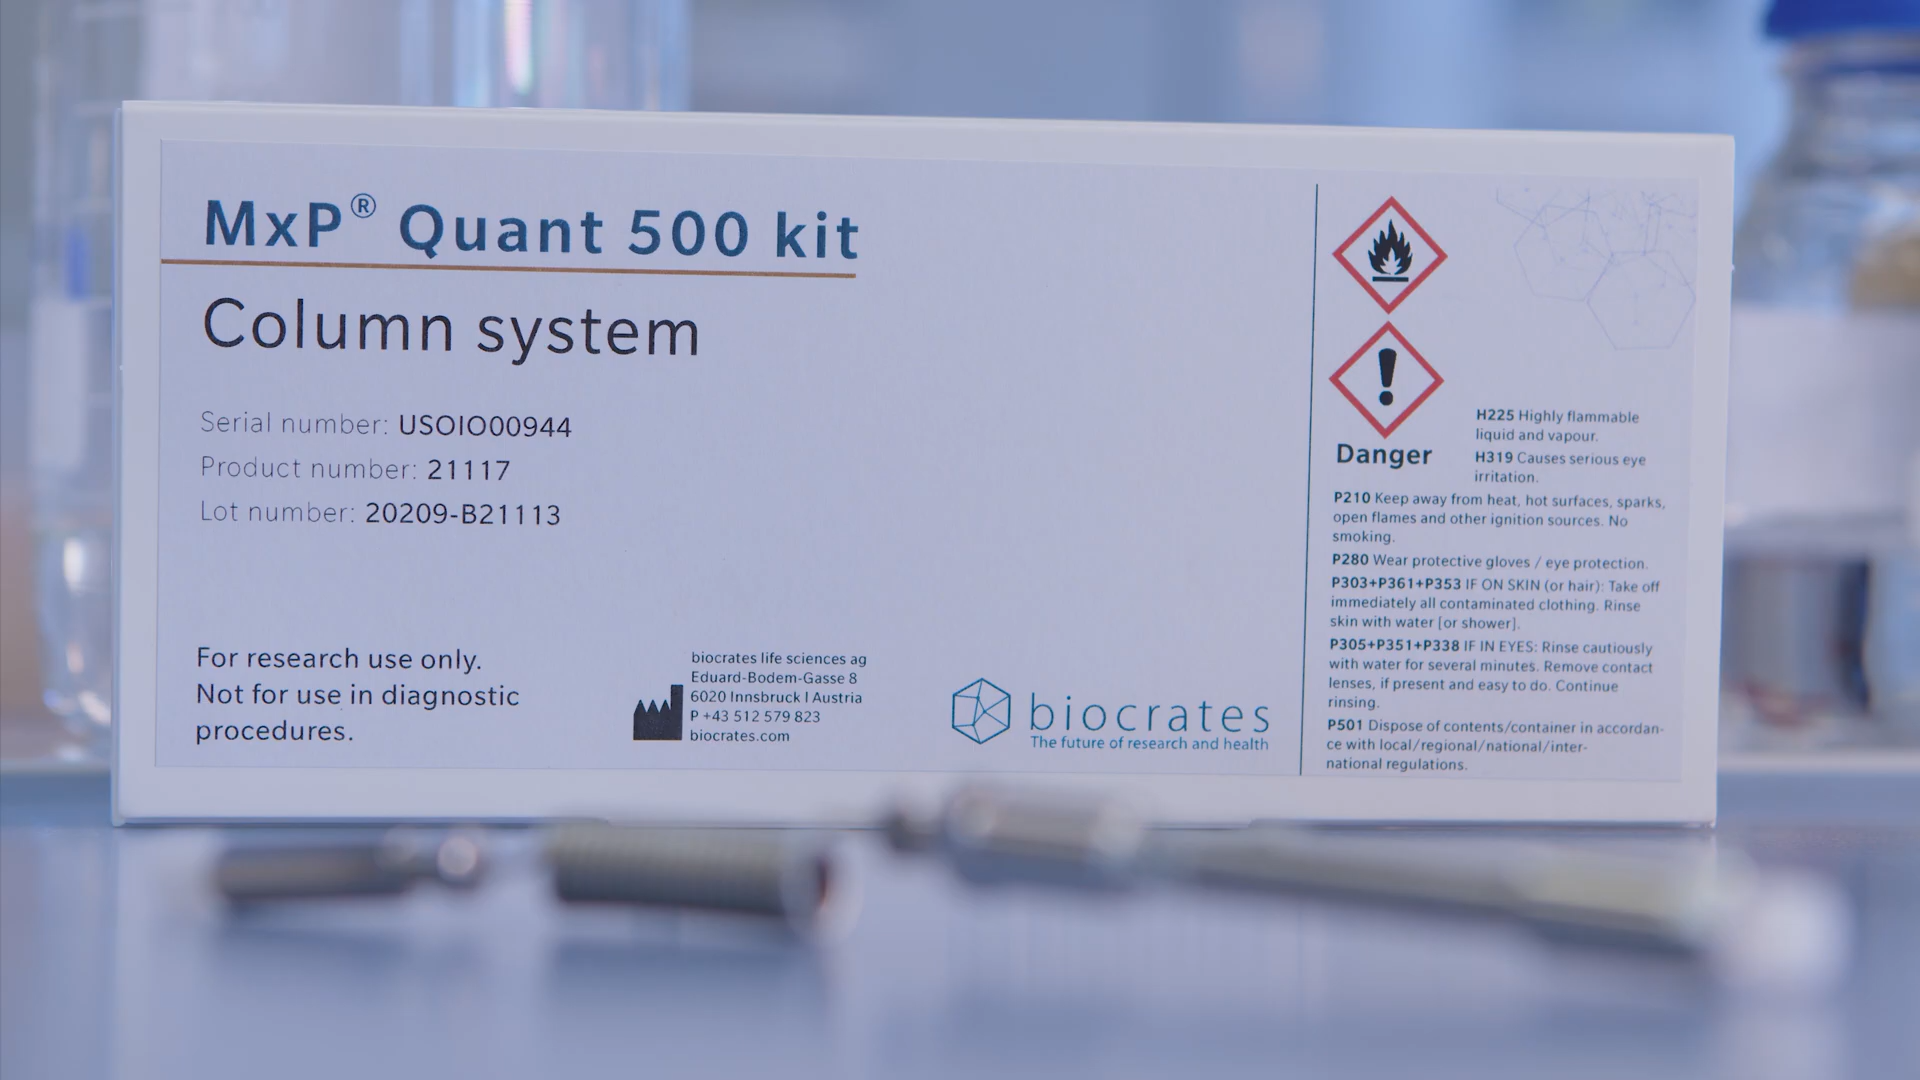 MxP® Quant 500 kit
Column system
Serial number: USOIO00944
Product number: 21117
Lot number: 20209-B21113
For research use only.
Not for use in diagnostic
procedures.
biocrates life sciences ag
Eduard-Bodem-Gasse 8
6020 Innsbruck I Austria
P +43 512 579 823
biocrates.com
biocrates
The future of research and health
Danger
H225 Highly flammable
liquid and vapour.
H319 Causes serious eye
irritation.
P210 Keep away from heat, hot surfaces, sparks,
open flames and other ignition sources. No
smoking.
P280 Wear protective gloves / eye protection.
P303+P361+P353 IF ON SKIN (or hair): Take off
immediately all contaminated clothing. Rinse
skin with water [or shower].
P305+P351+P338 IF IN EYES: Rinse cautiously
with water for several minutes. Remove contact
lenses, if present and easy to do. Continue
rinsing.
P501 Dispose of contents/container in accordan-
ce with local/regional/national/inter-
national regulations.